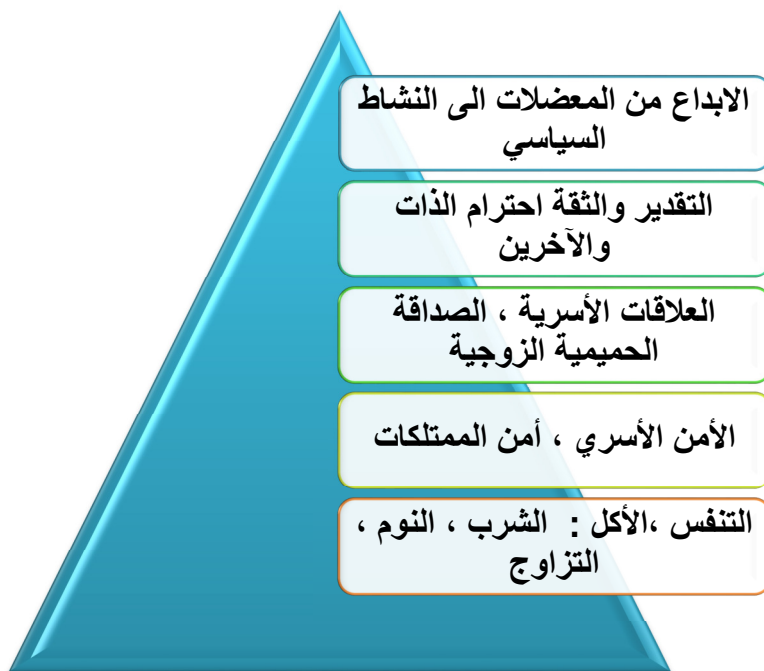 الابداع من المعضلات الى النشاط
السياسي
التقدير والثقة احترام الذات
والآخرين
العلاقات الأسرية ، الصداقة
الحميمية الزوجية
الأمن الأسري ، أمن الممتلكات
التنفس ،الأكل : الشرب ، النوم ،
التزاوج